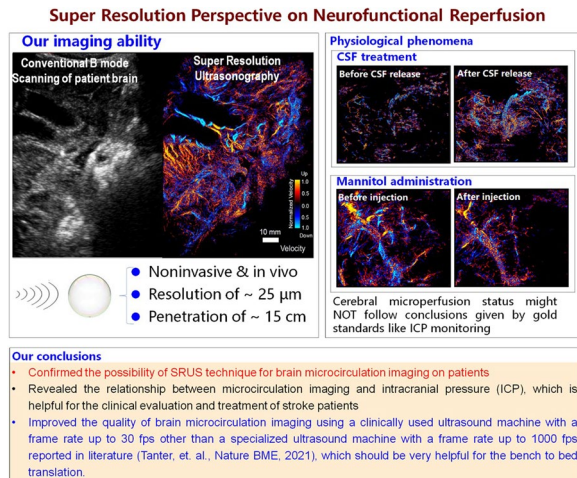 Super Resolution Perspective on Neurofunctional Reperfusion
Our imaging ability
Conventional B mode
Scanning of patient brain
Super Resolution
Ultrasonography
Normalized Velocity
Up
1.0
0.5
0.0
0.0
0.5
1.0
Down
10 mm
Velocity
● Noninvasive & in vivo
● Resolution of ~ 25 μm
● Penetration of ~ 15 cm
Physiological phenomena
CSF treatment
Before CSF release
After CSF release
Mannitol administration
Before injection
After injection
Cerebral microperfusion status might
NOT follow conclusions given by gold
standards like ICP monitoring
Our conclusions
• Confirmed the possibility of SRUS technique for brain microcirculation imaging on patients
• Revealed the relationship between microcirculation imaging and intracranial pressure (ICP), which is
helpful for the clinical evaluation and treatment of stroke patients
• Improved the quality of brain microcirculation imaging using a clinically used ultrasound machine with a
frame rate up to 30 fps other than a specialized ultrasound machine with a frame rate up to 1000 fps
reported in literature (Tanter, et. al., Nature BME, 2021), which should be very helpful for the bench to bed
translation.